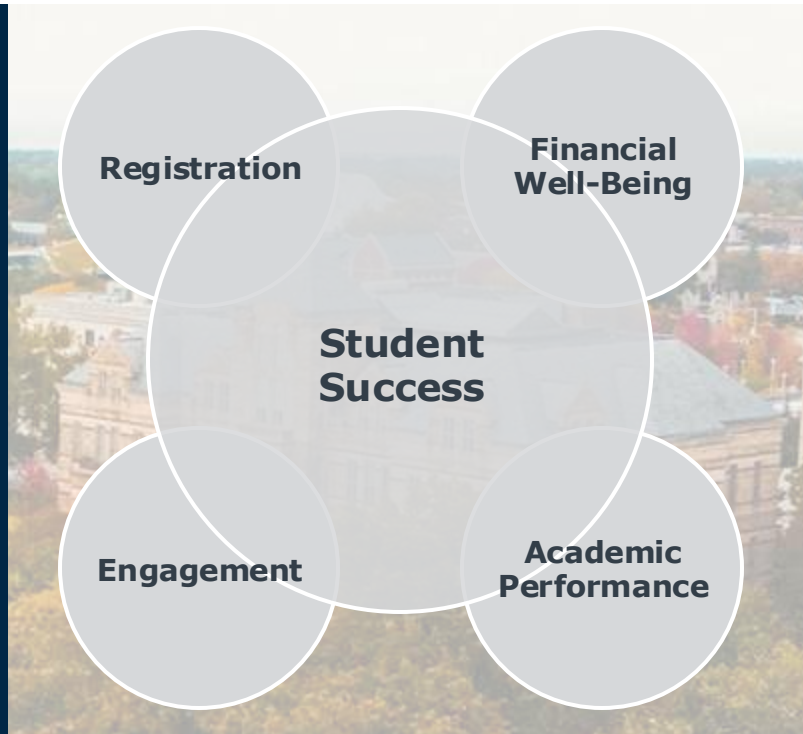 Registration
Financial
Well-Being
Student
Success
Engagement
Academic
Performance